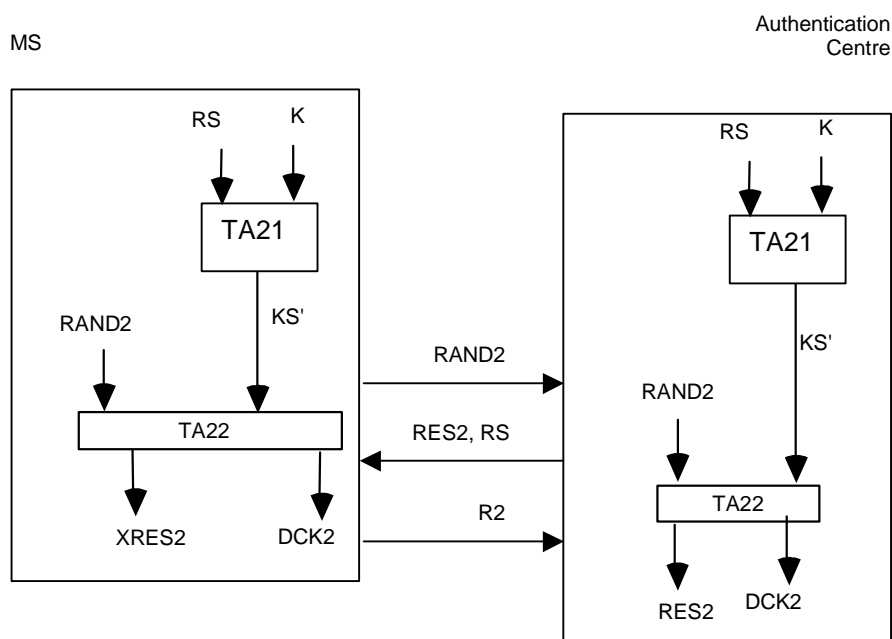 MS
Authentication
Centre
RS
K
TA21
KS'
RAND2
TA22
XRES2
DCK2
RAND2
RES2, RS
R2
RS
K
TA21
KS'
RAND2
TA22
RES2
DCK2